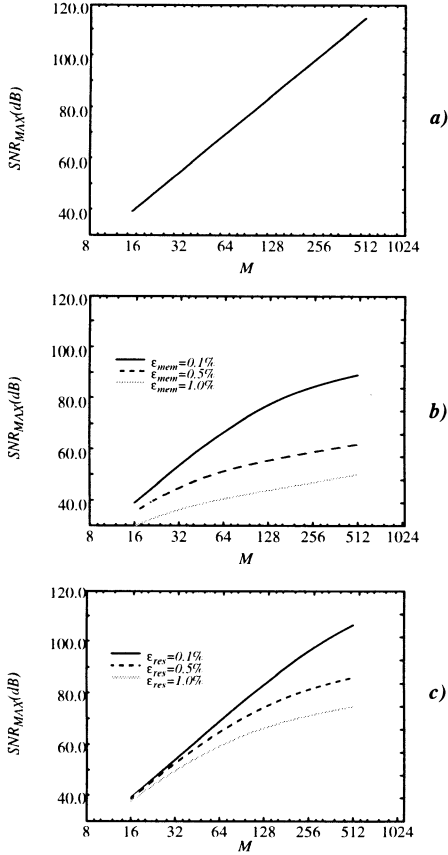 120.0
100.0
80.0
60.0
40.0
SNR_MAX(dB)
8 16 32 64 128 256 512 1024
M
a)
120.0
100.0
80.0
60.0
40.0
SNR_MAX(dB)
ε_mem=0.1%
ε_mem=0.5%
ε_mem=1.0%
8 16 32 64 128 256 512 1024
M
b)
120.0
100.0
80.0
60.0
40.0
SNR_MAX(dB)
ε_res=0.1%
ε_res=0.5%
ε_res=1.0%
8 16 32 64 128 256 512 1024
M
c)